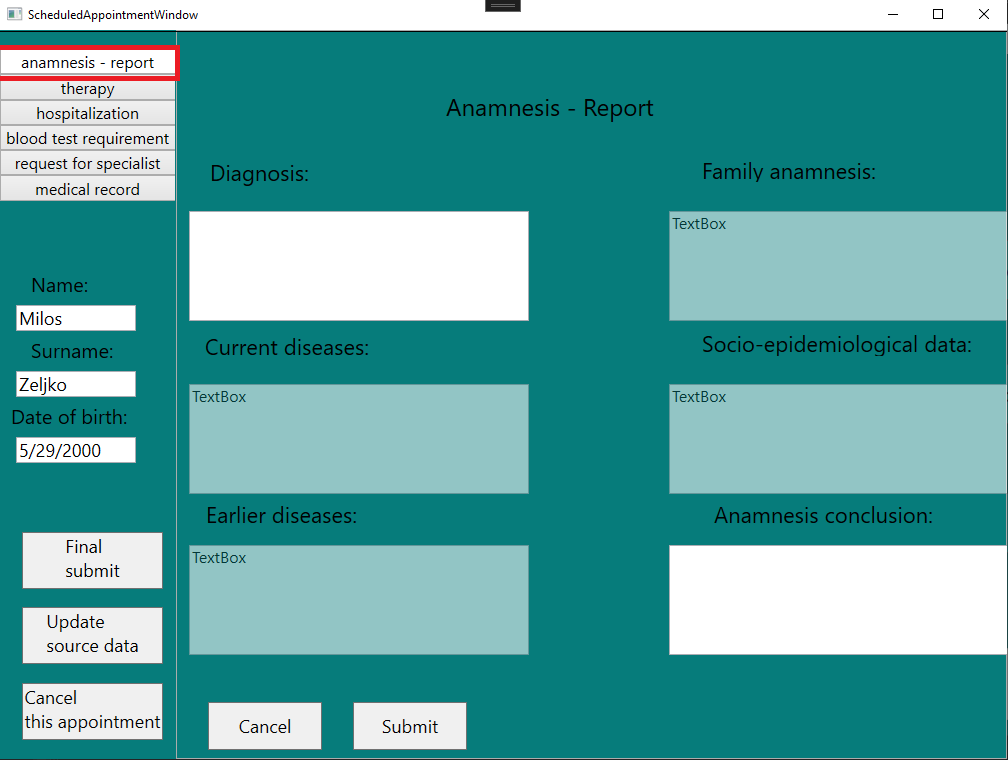 ScheduledAppointmentWindow
anamnesis - report
therapy
hospitalization
blood test requirement
request for specialist
medical record
Name:
Milos
Surname:
Zeljko
Date of birth:
5/29/2000
Final
submit
Update
source data
Cancel
this appointment
Anamnesis - Report
Diagnosis:
Family anamnesis:
TextBox
Current diseases:
Socio-epidemiological data:
TextBox
TextBox
Earlier diseases:
Anamnesis conclusion:
TextBox
Cancel
Submit